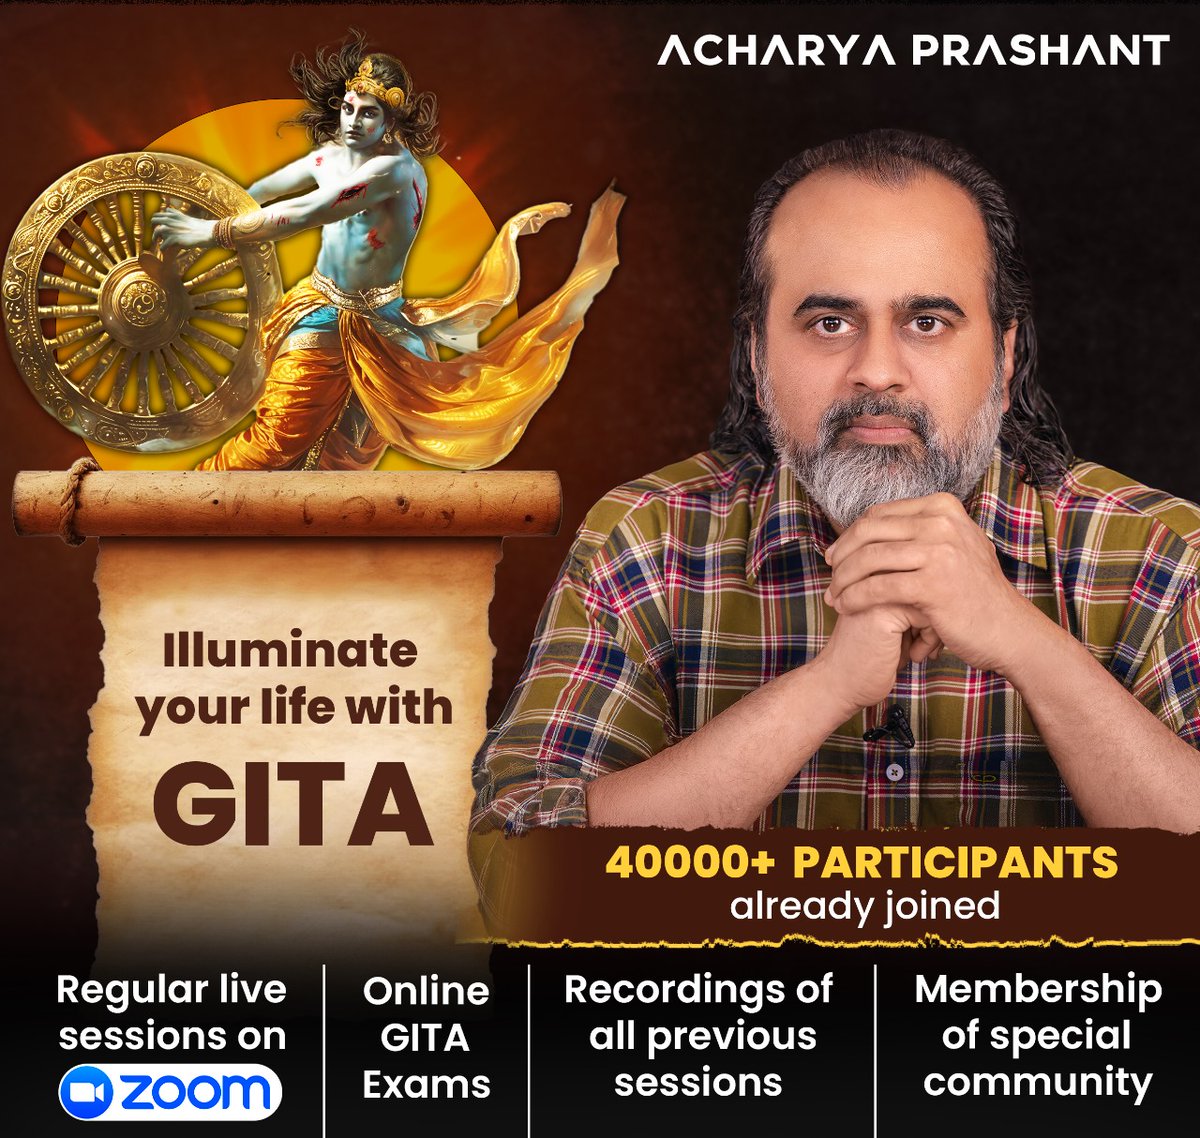 ACHARYA PRASHANT
Illuminate
your life with
GITA
40000+ PARTICIPANTS
already joined
Regular live
sessions on
zoom
Online
GITA
Exams
Recordings of
all previous
sessions
Membership
of special
community